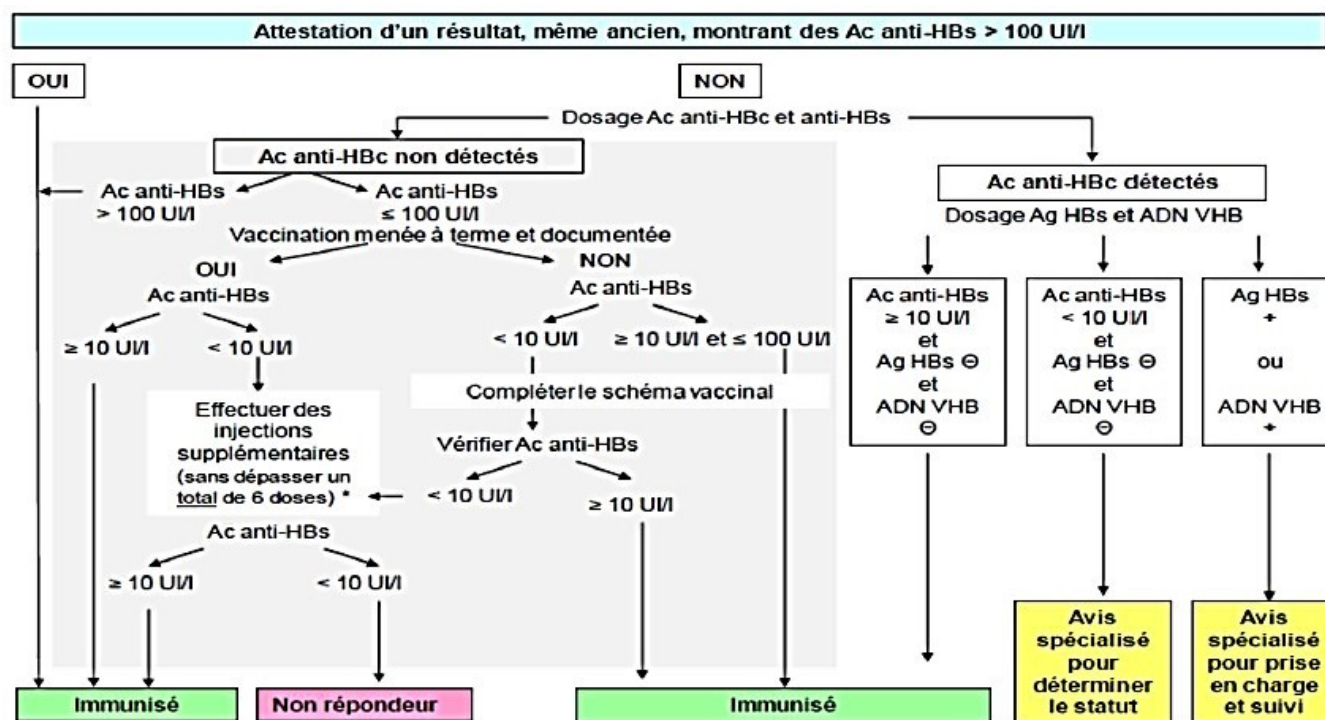 Attestation d'un résultat, même ancien, montrant des Ac anti-HBs > 100 UI/l
OUI
NON
Dosage Ac anti-HBc et anti-HBs
Ac anti-HBc non détectés
Ac anti-HBs
> 100 UI/l
Ac anti-HBs
≤ 100 UI/l
Vaccination menée à terme et documentée
OUI
Ac anti-HBs
≥ 10 UI/l
< 10 UI/l
Effectuer des
injections
supplémentaires
(sans dépasser un
total de 6 doses) *
Ac anti-HBs
≥ 10 UI/l
< 10 UI/l
NON
Ac anti-HBs
< 10 UI/l
≥ 10 UI/l et ≤ 100 UI/l
Compléter le schéma vaccinal
Vérifier Ac anti-HBs
< 10 UI/l
≥ 10 UI/l
Ac anti-HBc détectés
Dosage Ag HBs et ADN VHB
Ac anti-HBs
≥ 10 UI/l
et
Ag HBs ⊖
et
ADN VHB
⊖
Ac anti-HBs
< 10 UI/l
et
Ag HBs ⊖
et
ADN VHB
⊖
Ag HBs
+
ou
ADN VHB
+
Immunisé
Non répondeur
Immunisé
Avis
spécialisé
pour
déterminer
le statut
Avis
spécialisé
pour prise
en charge
et suivi